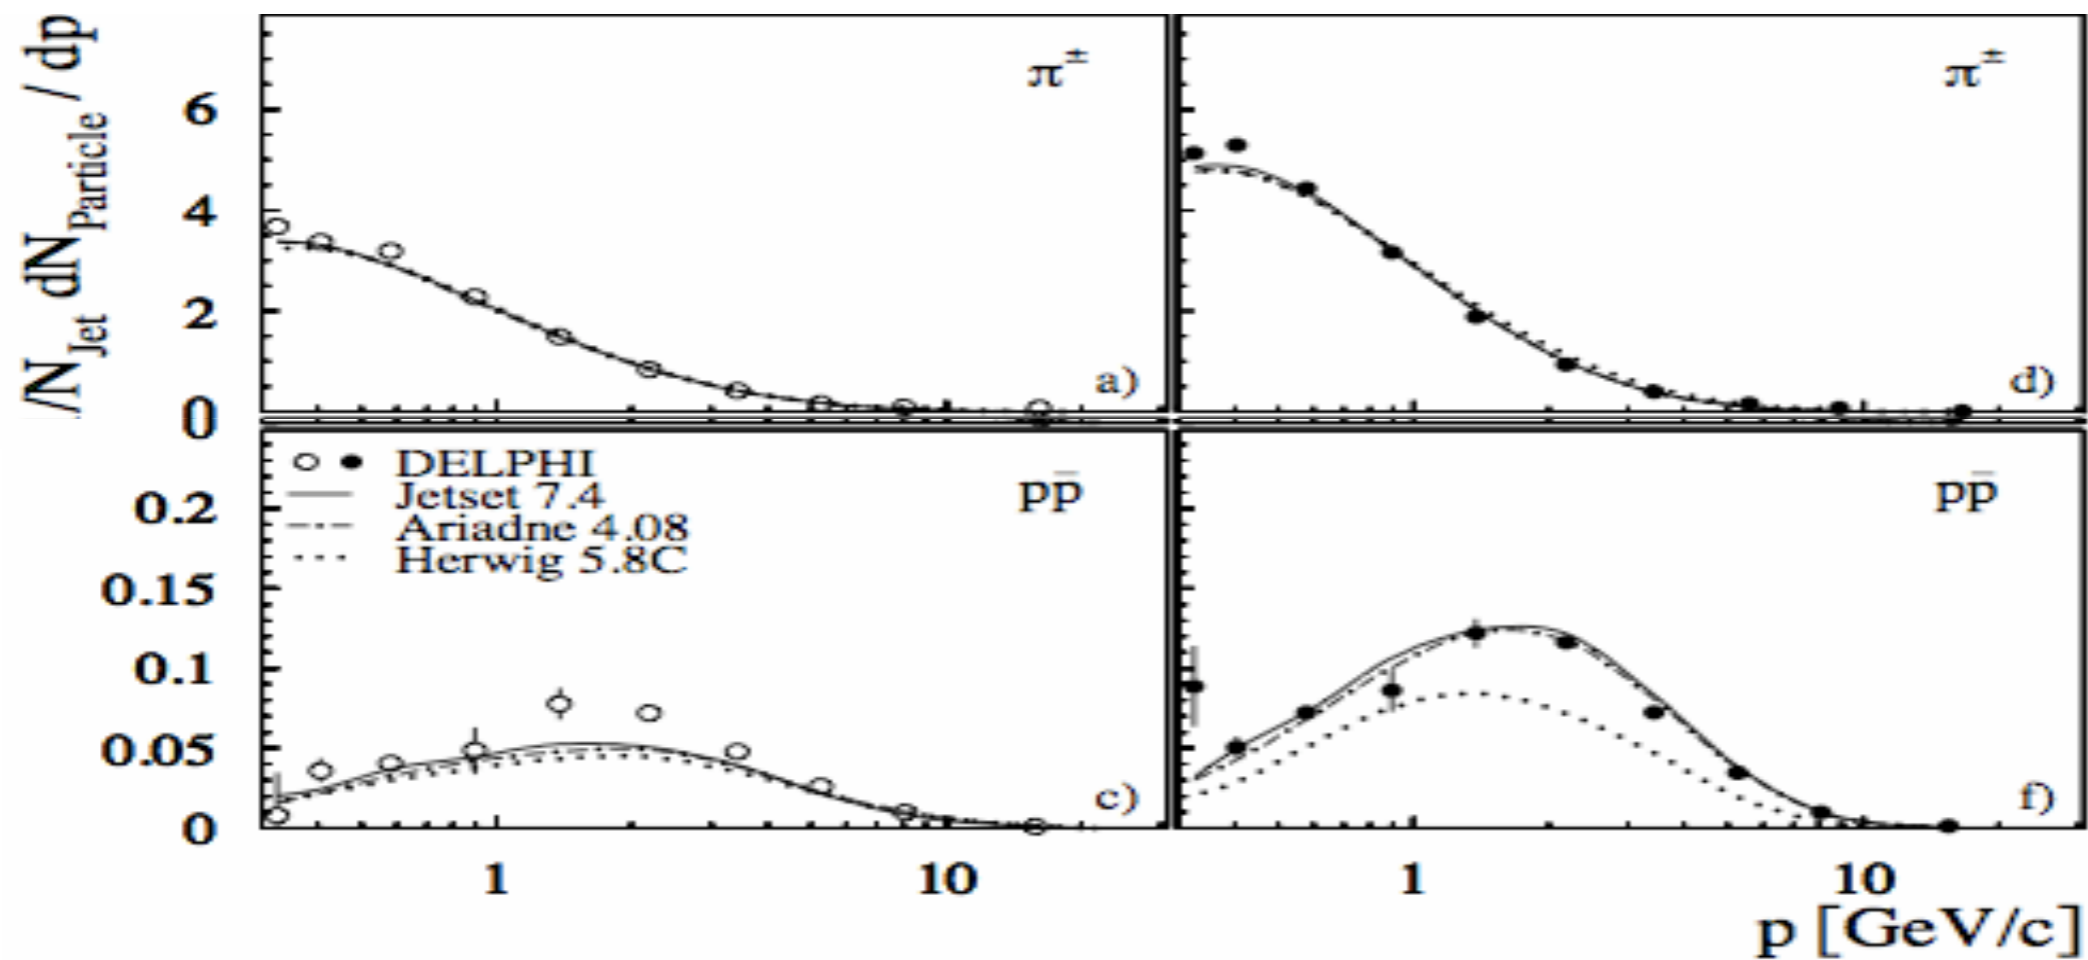 /N_Jet dN_Particle / dp
π±
π±
6
4
2
0
a)
d)
DELPHI
Jetset 7.4
Ariadne 4.08
Herwig 5.8C
pp̄
pp̄
0.2
0.15
0.1
0.05
0
c)
f)
1
10
1
10
p [GeV/c]